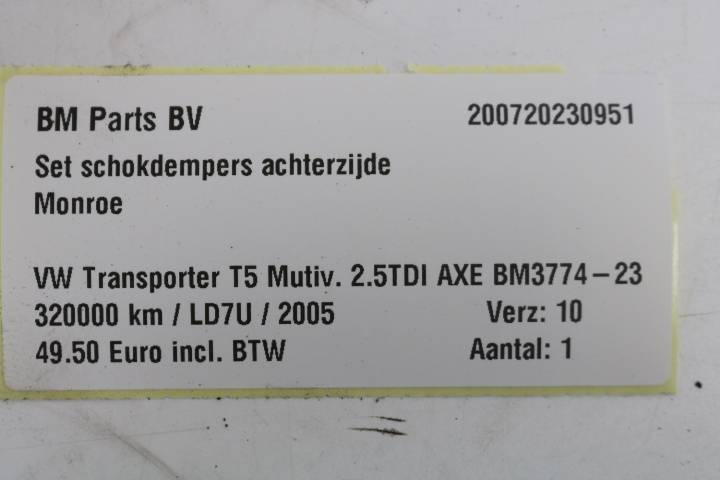 BM Parts BV 200720230951
Set schokdempers achterzijde
Monroe
VW Transporter T5 Mutiv. 2.5TDI AXE BM3774-23
320000 km / LD7U / 2005 Verz: 10
49.50 Euro incl. BTW Aantal: 1